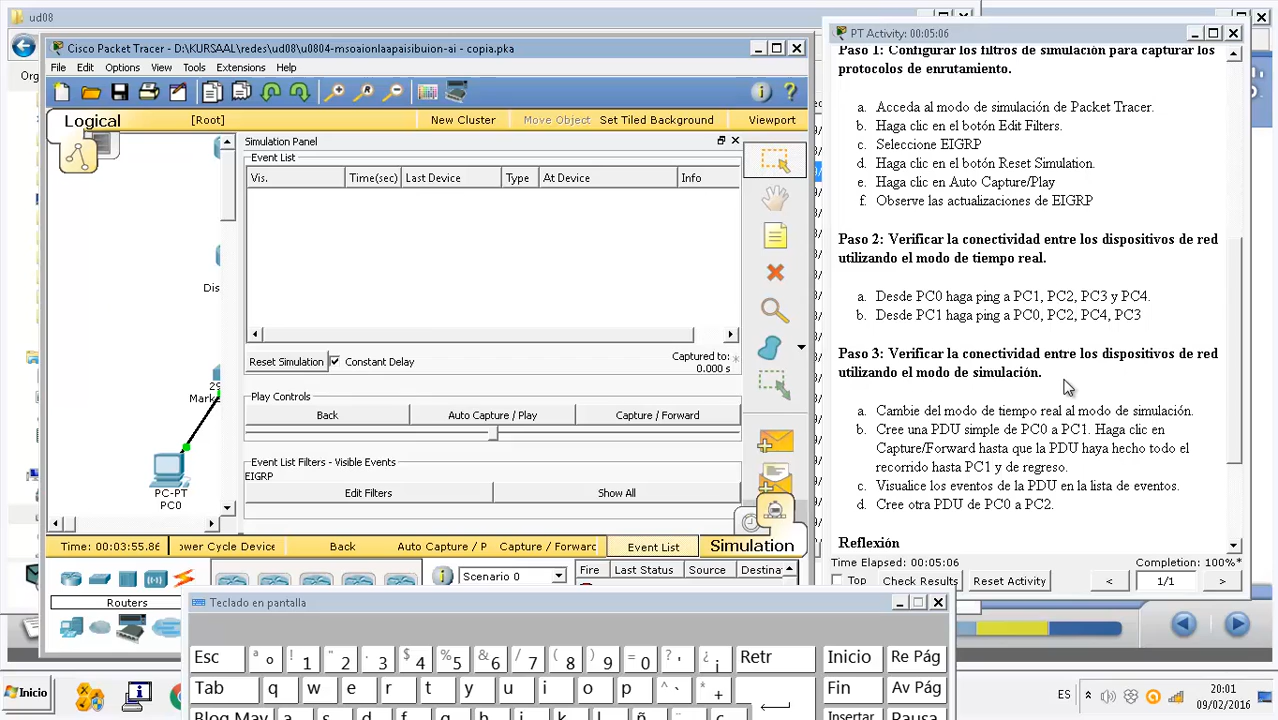 ud08
Cisco Packet Tracer - D:\KURSAAL\redes\ud08\u0804-msoaionlaapaisibuion-ai - copia.pka
File Edit Options View Tools Extensions Help
Logical
[Root]
New Cluster
Move Object
Set Tiled Background
Viewport
Simulation Panel
Event List
Vis.
Time(sec)
Last Device
Type
At Device
Info
Dis
29
Mark
PC-PT
PC0
Reset Simulation
Constant Delay
Captured to:
0.000 s
Play Controls
Back
Auto Capture / Play
Capture / Forward
Event List Filters - Visible Events
EIGRP
Edit Filters
Show All
Time: 00:03:55.86
ower Cycle Device
Back
Auto Capture / P
Capture / Forward
Event List
Simulation
Routers
Scenario 0
Fire
Last Status
Source
Destina
PT Activity: 00:05:06
Paso 1: Configurar los filtros de simulación para capturar los
protocolos de enrutamiento.
a. Acceda al modo de simulación de Packet Tracer.
b. Haga clic en el botón Edit Filters.
c. Seleccione EIGRP
d. Haga clic en el botón Reset Simulation.
e. Haga clic en Auto Capture/Play
f. Observe las actualizaciones de EIGRP
Paso 2: Verificar la conectividad entre los dispositivos de red
utilizando el modo de tiempo real.
a. Desde PC0 haga ping a PC1, PC2, PC3 y PC4.
b. Desde PC1 haga ping a PC0, PC2, PC4, PC3
Paso 3: Verificar la conectividad entre los dispositivos de red
utilizando el modo de simulación.
a. Cambie del modo de tiempo real al modo de simulación.
b. Cree una PDU simple de PC0 a PC1. Haga clic en
Capture/Forward hasta que la PDU haya hecho todo el
recorrido hasta PC1 y de regreso.
c. Visualice los eventos de la PDU en la lista de eventos.
d. Cree otra PDU de PC0 a PC2.
Reflexión
Time Elapsed: 00:05:06
Completion: 100%*
Top
Check Results
Reset Activity
<
1/1
>
Org
Teclado en pantalla
Esc ª º ! 1 " 2 · 3 $ 4 % 5 & 6 / 7 ( 8 ) 9 = 0 ? ' ¿ ¡ Retr Inicio Re Pág
Tab q w e r t y u i o p ^ ` * + Fin Av Pág
Bloq May a s d f g h j k l ñ ç Insertar Pausa
Inicio
ES
20:01
09/02/2016